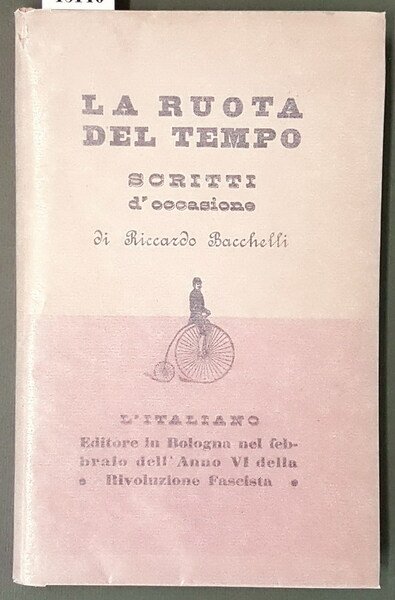 LA RUOTA
DEL TEMPO
SCRITTI
d'occasione
di Riccardo Bacchelli
L'ITALIANO
Editore in Bologna nel feb-
braio dell'Anno VI della
• Rivoluzione Fascista •